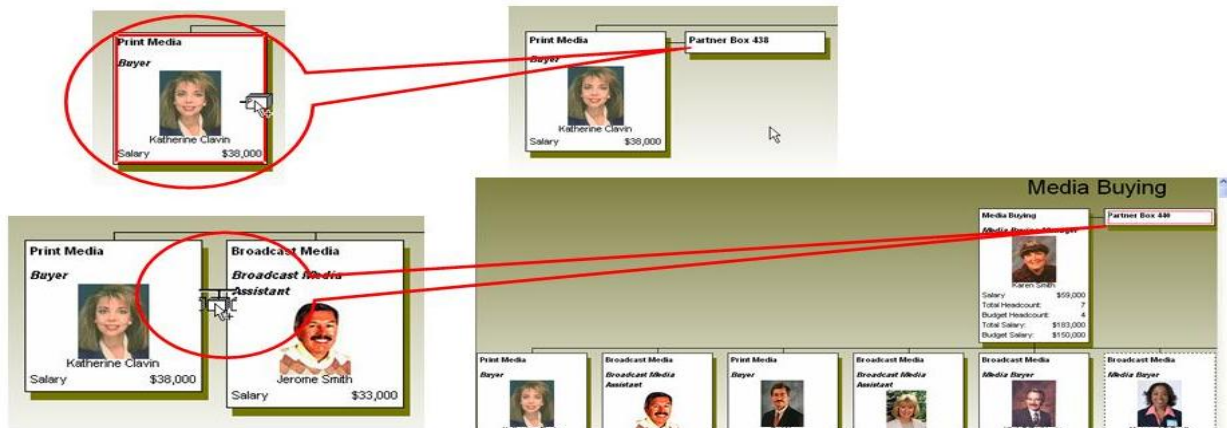 Print Media
Buyer
Katherine Clavin
Salary $38,000
Print Media
Buyer
Katherine Clavin
Salary $38,000
Partner Box 438
Print Media
Buyer
Katherine Clavin
Salary $38,000
Broadcast Media
Broadcast Media
Assistant
Jerome Smith
Salary $33,000
Media Buying
Media Buying
Media Buying Manager
Karen Smith
Salary $59,000
Total Headcount: 7
Budget Headcount: 4
Total Salary: $183,000
Budget Salary: $150,000
Partner Box 440
Print Media
Buyer
Broadcast Media
Broadcast Media
Assistant
Print Media
Buyer
Broadcast Media
Broadcast Media
Assistant
Broadcast Media
Media Buyer
Broadcast Media
Media Buyer